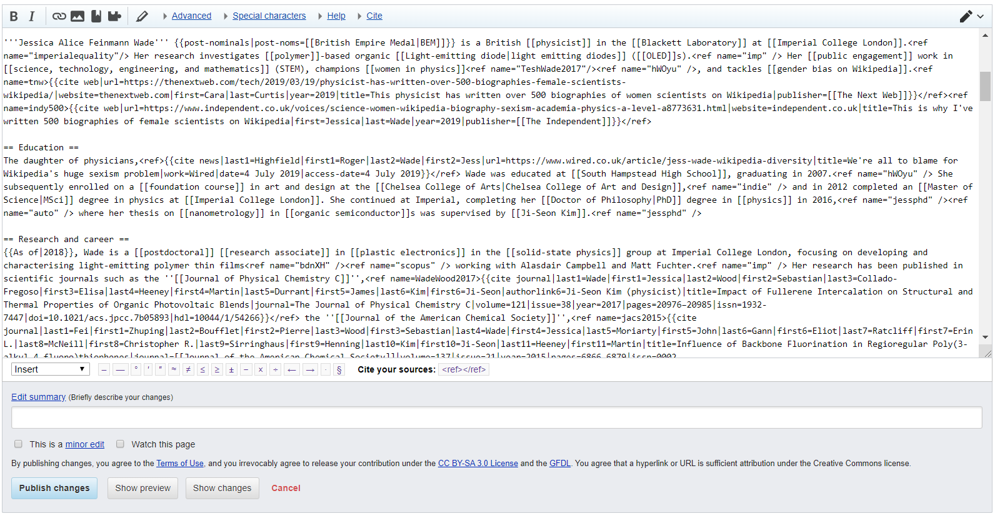 B I Advanced Special characters Help Cite
'''Jessica Alice Feinmann Wade''' {{post-nominals|post-noms=[[British Empire Medal|BEM]]}} is a British [[physicist]] in the [[Blackett Laboratory]] at [[Imperial College London]].<ref
name="imperialequality"/> Her research investigates [[polymer]]-based organic [[Light-emitting diode|light emitting diodes]] ([[OLED]]s).<ref name="imp" /> Her [[public engagement]] work in
[[science, technology, engineering, and mathematics]] (STEM), champions [[women in physics]]<ref name="TeshWade2017"/><ref name="hWOyu" />, and tackles [[gender bias on Wikipedia]].<ref
name=tnw>{{cite web|url=https://thenextweb.com/tech/2019/03/19/physicist-has-written-over-500-biographies-female-scientists-
wikipedia/|website=thenextweb.com|first=Cara|last=Curtis|year=2019|title=This physicist has written over 500 biographies of women scientists on Wikipedia|publisher=[[The Next Web]]}}</ref><ref
name=indy500>{{cite web|url=https://www.independent.co.uk/voices/science-women-wikipedia-biography-sexism-academia-physics-a-level-a8773631.html|website=independent.co.uk|title=This is why I've
written 500 biographies of female scientists on Wikipedia|first=Jessica|last=Wade|year=2019|publisher=[[The Independent]]}}</ref>
== Education ==
The daughter of physicians,<ref>{{cite news|last1=Highfield|first1=Roger|last2=Wade|first2=Jess|url=https://www.wired.co.uk/article/jess-wade-wikipedia-diversity|title=We're all to blame for
Wikipedia's huge sexism problem|work=Wired|date=4 July 2019|access-date=4 July 2019}}</ref> Wade was educated at [[South Hampstead High School]], graduating in 2007.<ref name="hWOyu" /> She
subsequently enrolled on a [[foundation course]] in art and design at the [[Chelsea College of Arts|Chelsea College of Art and Design]],<ref name="indie" /> and in 2012 completed an [[Master of
Science|MSci]] degree in physics at [[Imperial College London]]. She continued at Imperial, completing her [[Doctor of Philosophy|PhD]] degree in [[physics]] in 2016,<ref name="jessphd" /><ref
name="auto" /> where her thesis on [[nanometrology]] in [[organic semiconductor]]s was supervised by [[Ji-Seon Kim]].<ref name="jessphd" />
== Research and career ==
{{As of|2018}}, Wade is a [[postdoctoral]] [[research associate]] in [[plastic electronics]] in the [[solid-state physics]] group at Imperial College London, focusing on developing and
characterising light-emitting polymer thin films<ref name="bdnXH" /><ref name="scopus" /> working with Alasdair Campbell and Matt Fuchter.<ref name="imp" /> Her research has been published in
scientific journals such as the ''[[Journal of Physical Chemistry C]]'',<ref name=WadeWood2017>{{cite journal|last1=Wade|first1=Jessica|last2=Wood|first2=Sebastian|last3=Collado-
Fregoso|first3=Elisa|last4=Heeney|first4=Martin|last5=Durrant|first5=James|last6=Kim|first6=Ji-Seon|authorlink6=Ji-Seon Kim (physicist)|title=Impact of Fullerene Intercalation on Structural and
Thermal Properties of Organic Photovoltaic Blends|journal=The Journal of Physical Chemistry C|volume=121|issue=38|year=2017|pages=20976–20985|issn=1932-
7447|doi=10.1021/acs.jpcc.7b05893|hdl=10044/1/54266}}</ref> the ''[[Journal of the American Chemical Society]]'',<ref name=jacs2015>{{cite
journal|last1=Fei|first1=Zhuping|last2=Boufflet|first2=Pierre|last3=Wood|first3=Sebastian|last4=Wade|first4=Jessica|last5=Moriarty|first5=John|last6=Gann|first6=Eliot|last7=Ratcliff|first7=Erin
L.|last8=McNeill|first8=Christopher R.|last9=Sirringhaus|first9=Henning|last10=Kim|first10=Ji-Seon|last11=Heeney|first11=Martin|title=Influence of Backbone Fluorination in Regioregular Poly(3-
alkyl-4-fluoro)thiophenes|journal=[[Journal of the American Chemical Society]]|volume=137|issue=21|year=2015|pages=6866–6879|issn=0002
Insert – — ° ′ ″ ≈ ≠ ≤ ≥ ± − × ÷ ← → · § Cite your sources: <ref></ref>
Edit summary (Briefly describe your changes)
This is a minor edit Watch this page
By publishing changes, you agree to the Terms of Use, and you irrevocably agree to release your contribution under the CC BY-SA 3.0 License and the GFDL. You agree that a hyperlink or URL is sufficient attribution under the Creative Commons license.
Publish changes Show preview Show changes Cancel